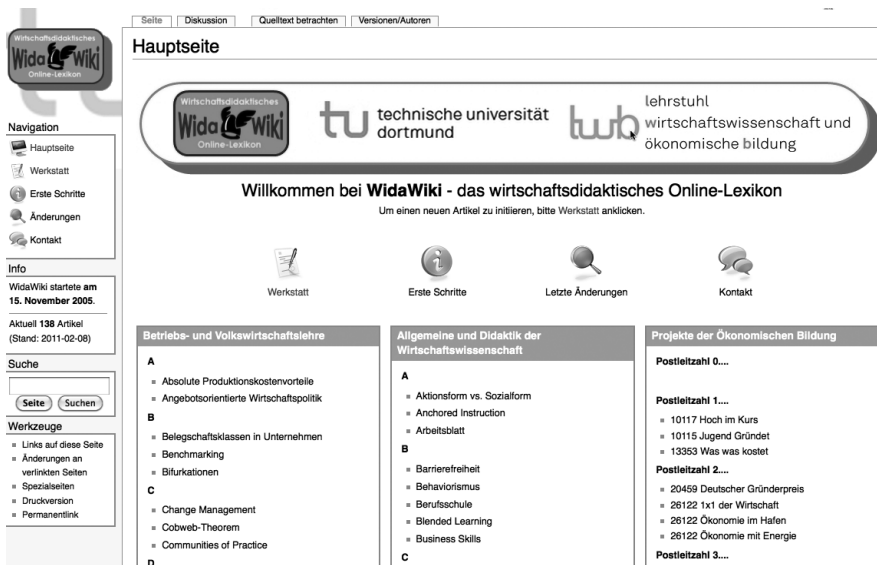 Seite
Diskussion
Quelltext betrachten
Versionen/Autoren
Wirtschaftsdidaktisches
Wida Wiki
Online-Lexikon
Navigation
Hauptseite
Werkstatt
Erste Schritte
Änderungen
Kontakt
Info
WidaWiki startete am
15. November 2005.
Aktuell 138 Artikel
(Stand: 2011-02-08)
Suche
Seite
Suchen
Werkzeuge
Links auf diese Seite
Änderungen an
verlinkten Seiten
Spezialseiten
Druckversion
Permanentlink
Hauptseite
Wirtschaftsdidaktisches
Wida Wiki
Online-Lexikon
tu technische universität
dortmund
twb lehrstuhl
wirtschaftswissenschaft und
ökonomische bildung
Willkommen bei WidaWiki - das wirtschaftsdidaktisches Online-Lexikon
Um einen neuen Artikel zu initiieren, bitte Werkstatt anklicken.
Werkstatt
Erste Schritte
Letzte Änderungen
Kontakt
Betriebs- und Volkswirtschaftslehre
A
Absolute Produktionskostenvorteile
Angebotsorientierte Wirtschaftspolitik
B
Belegschaftsklassen in Unternehmen
Benchmarking
Bifurkationen
C
Change Management
Cobweb-Theorem
Communities of Practice
D
Allgemeine und Didaktik der
Wirtschaftswissenschaft
A
Aktionsform vs. Sozialform
Anchored Instruction
Arbeitsblatt
B
Barrierefreiheit
Behaviorismus
Berufsschule
Blended Learning
Business Skills
C
Projekte der Ökonomischen Bildung
Postleitzahl 0....
Postleitzahl 1....
10117 Hoch im Kurs
10115 Jugend Gründet
13353 Was was kostet
Postleitzahl 2....
20459 Deutscher Gründerpreis
26122 1x1 der Wirtschaft
26122 Ökonomie im Hafen
26122 Ökonomie mit Energie
Postleitzahl 3....